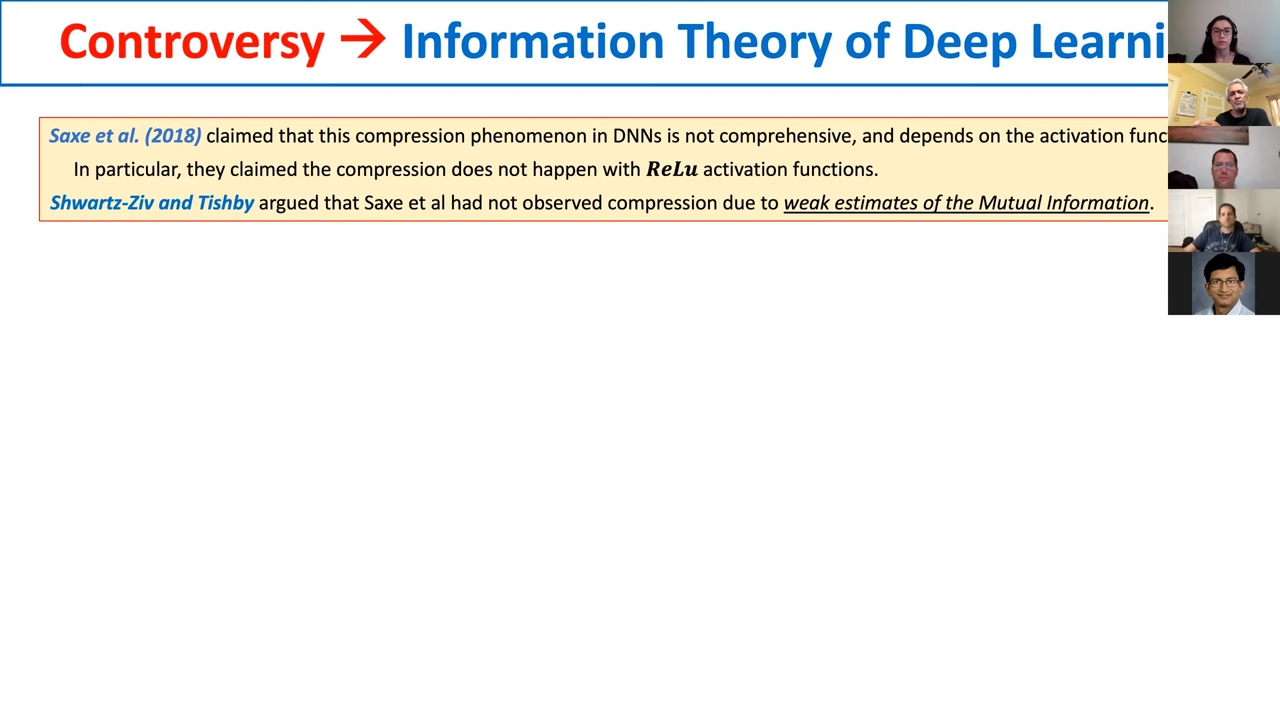 Controversy → Information Theory of Deep Learni
Saxe et al. (2018) claimed that this compression phenomenon in DNNs is not comprehensive, and depends on the activation func
In particular, they claimed the compression does not happen with ReLu activation functions.
Shwartz-Ziv and Tishby argued that Saxe et al had not observed compression due to weak estimates of the Mutual Information.